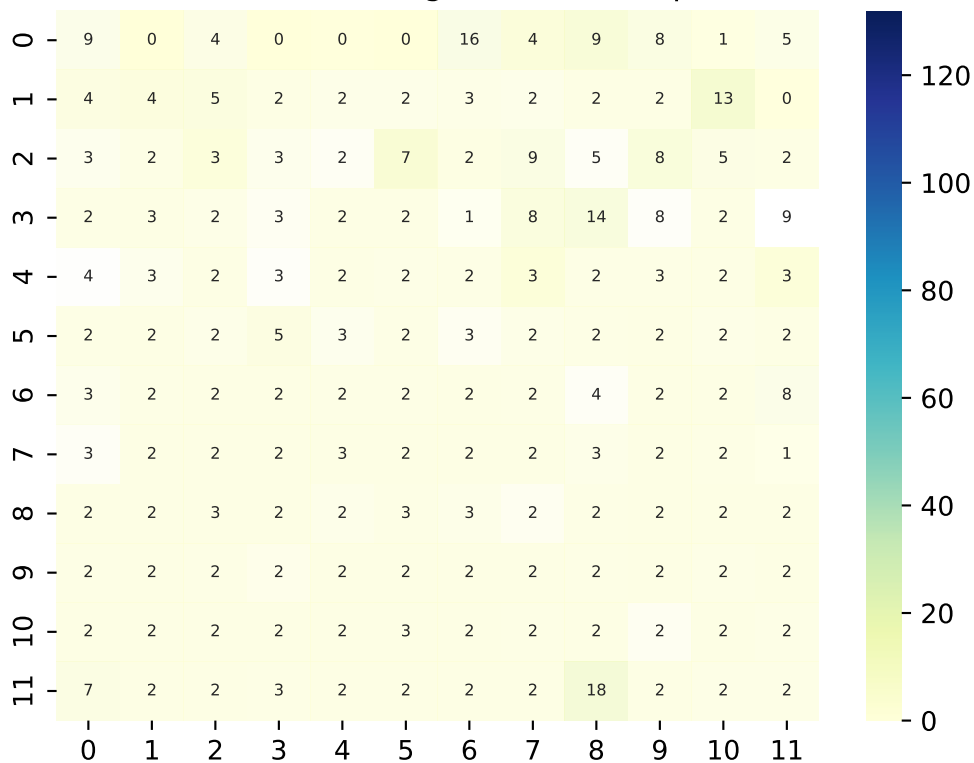 0 9 0 4 0 0 0 16 4 9 8 1 5
1 4 4 5 2 2 2 3 2 2 2 13 0
120
2 3 2 3 3 2 7 2 9 5 8 5 2
100
3 2 3 2 3 2 2 1 8 14 8 2 9
4 4 3 2 3 2 2 2 3 2 3 2 3
80
5 2 2 2 5 3 2 3 2 2 2 2 2
6 3 2 2 2 2 2 2 2 4 2 2 8
60
7 3 2 2 2 3 2 2 2 3 2 2 1
8 2 2 3 2 2 3 3 2 2 2 2 2
40
9 2 2 2 2 2 2 2 2 2 2 2 2
20
10 2 2 2 2 2 3 2 2 2 2 2 2
11 7 2 2 3 2 2 2 2 18 2 2 2
0
0 1 2 3 4 5 6 7 8 9 10 11